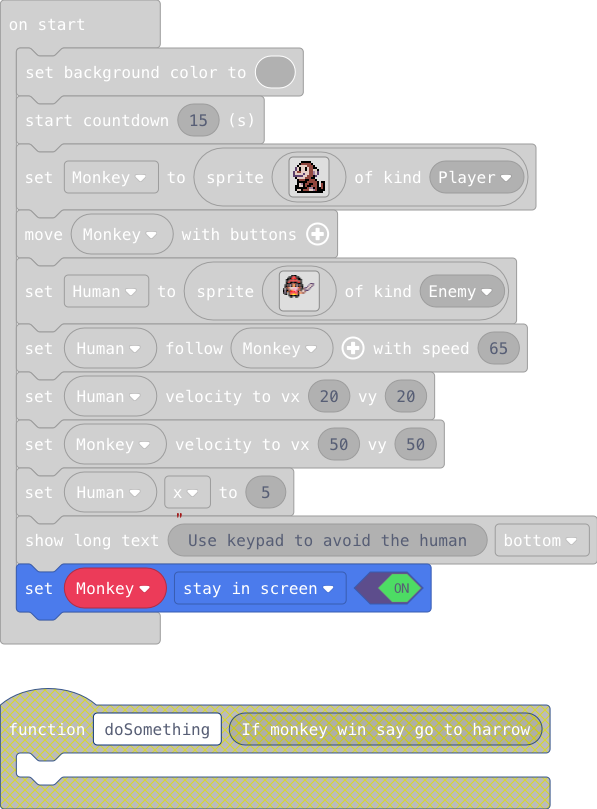 on start
set background color to
start countdown 15 (s)
set Monkey to sprite of kind Player
move Monkey with buttons
set Human to sprite of kind Enemy
set Human follow Monkey with speed 65
set Human velocity to vx 20 vy 20
set Monkey velocity to vx 50 vy 50
set Human x to 5
show long text Use keypad to avoid the human bottom
set Monkey stay in screen ON
function doSomething If monkey win say go to harrow